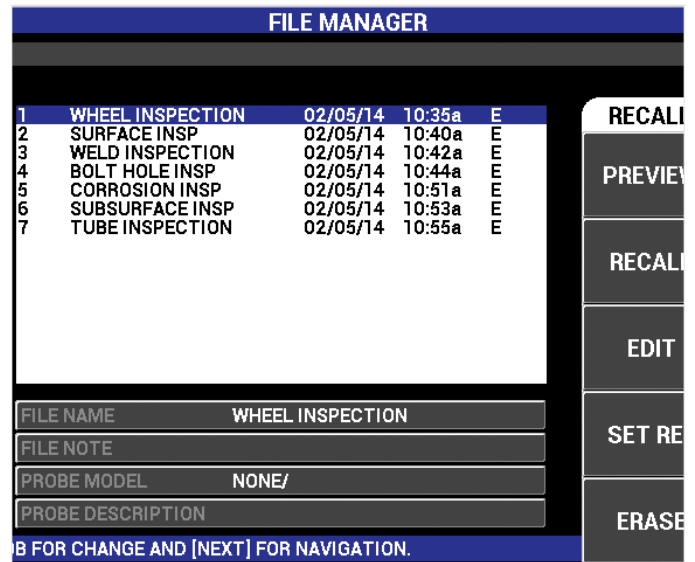 FILE MANAGER
1 WHEEL INSPECTION 02/05/14 10:35a E
2 SURFACE INSP 02/05/14 10:40a E
3 WELD INSPECTION 02/05/14 10:42a E
4 BOLT HOLE INSP 02/05/14 10:44a E
5 CORROSION INSP 02/05/14 10:51a E
6 SUBSURFACE INSP 02/05/14 10:53a E
7 TUBE INSPECTION 02/05/14 10:55a E
RECALL
PREVIEW
RECALL
EDIT
SET RE
ERASE
FILE NAME WHEEL INSPECTION
FILE NOTE
PROBE MODEL NONE/
PROBE DESCRIPTION
OB FOR CHANGE AND [NEXT] FOR NAVIGATION.